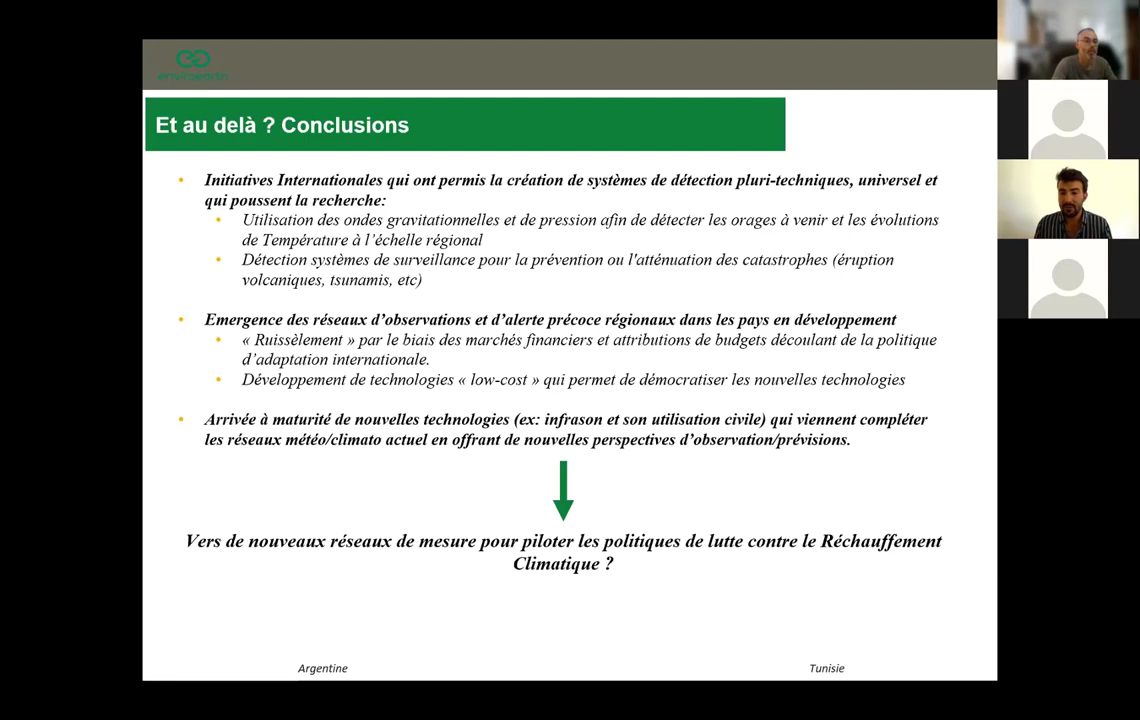 enviroearth
Et au delà ? Conclusions
• Initiatives Internationales qui ont permis la création de systèmes de détection pluri-techniques, universel et
qui poussent la recherche:
• Utilisation des ondes gravitationnelles et de pression afin de détecter les orages à venir et les évolutions
de Température à l’échelle régional
• Détection systèmes de surveillance pour la prévention ou l'atténuation des catastrophes (éruption
volcaniques, tsunamis, etc)
• Emergence des réseaux d’observations et d’alerte précoce régionaux dans les pays en développement
• « Ruissèlement » par le biais des marchés financiers et attributions de budgets découlant de la politique
d’adaptation internationale.
• Développement de technologies « low-cost » qui permet de démocratiser les nouvelles technologies
• Arrivée à maturité de nouvelles technologies (ex: infrason et son utilisation civile) qui viennent compléter
les réseaux météo/climato actuel en offrant de nouvelles perspectives d’observation/prévisions.
Vers de nouveaux réseaux de mesure pour piloter les politiques de lutte contre le Réchauffement
Climatique ?
Argentine
Tunisie